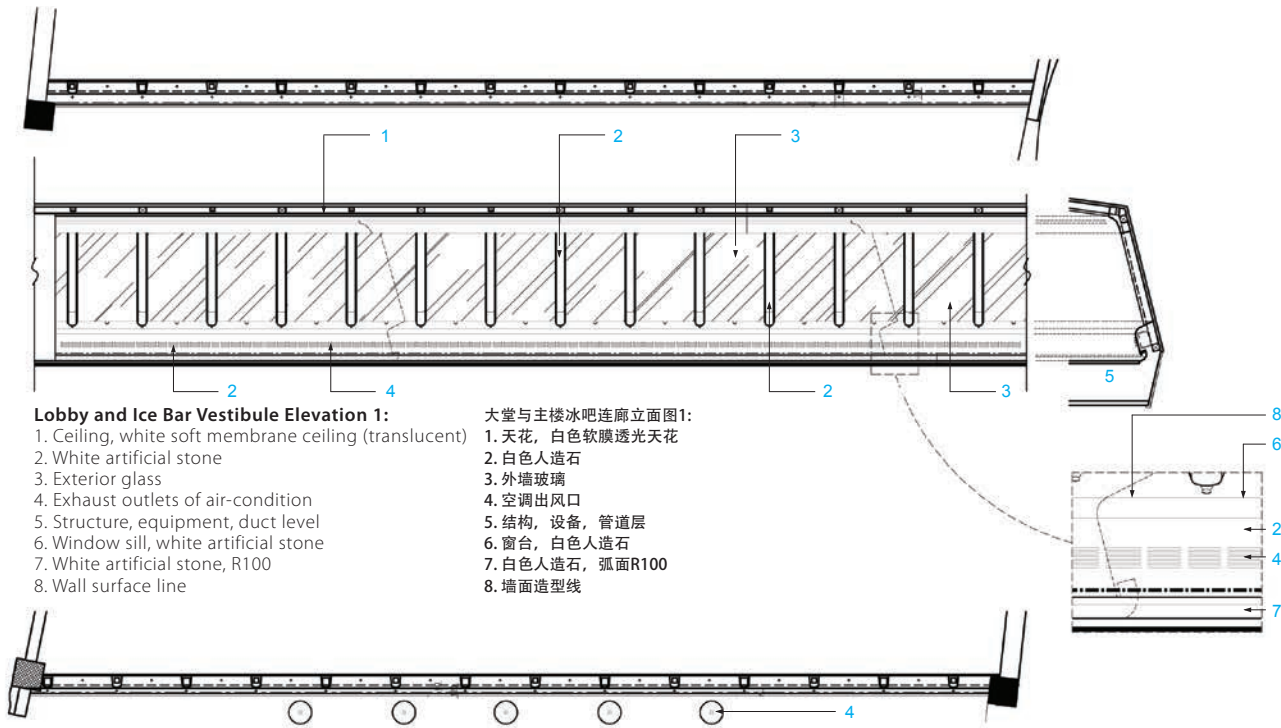 1
2
3
2
4
2
3
5
8
6
2
4
7
Lobby and Ice Bar Vestibule Elevation 1:
1. Ceiling, white soft membrane ceiling (translucent)
2. White artificial stone
3. Exterior glass
4. Exhaust outlets of air-condition
5. Structure, equipment, duct level
6. Window sill, white artificial stone
7. White artificial stone, R100
8. Wall surface line
大堂与主楼冰吧连廊立面图1:
1. 天花，白色软膜透光天花
2. 白色人造石
3. 外墙玻璃
4. 空调出风口
5. 结构，设备，管道层
6. 窗台，白色人造石
7. 白色人造石，弧面R100
8. 墙面造型线
4